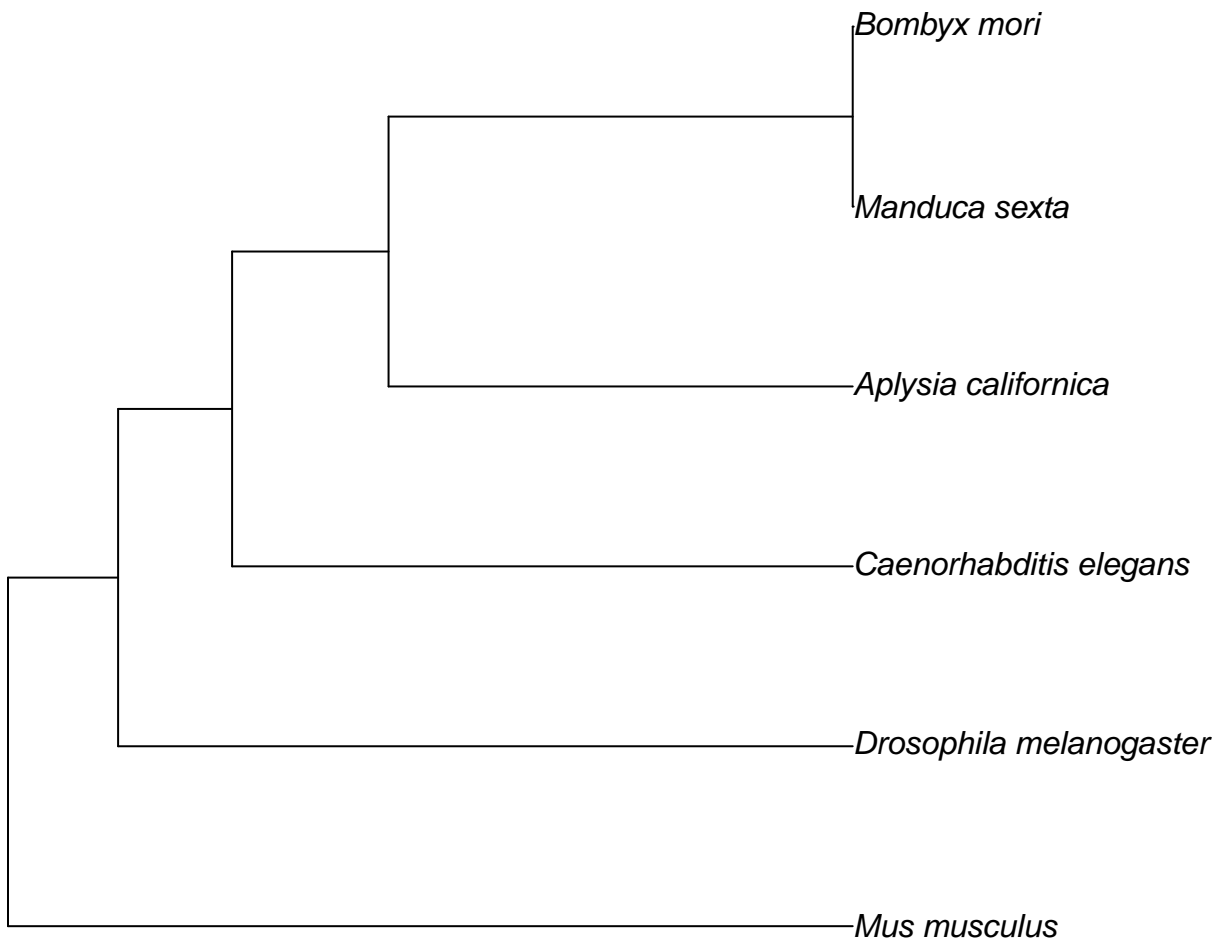 Bombyx mori
Manduca sexta
Aplysia californica
Caenorhabditis elegans
Drosophila melanogaster
Mus musculus